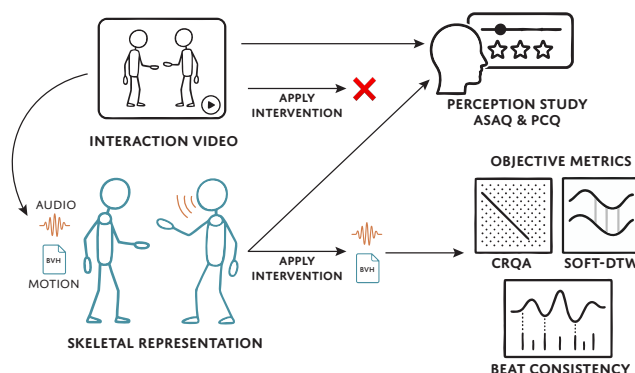 INTERACTION VIDEO
APPLY
INTERVENTION
PERCEPTION STUDY
ASAQ & PCQ
AUDIO
BVH
MOTION
SKELETAL REPRESENTATION
APPLY
INTERVENTION
BVH
OBJECTIVE METRICS
CRQA
SOFT-DTW
BEAT CONSISTENCY